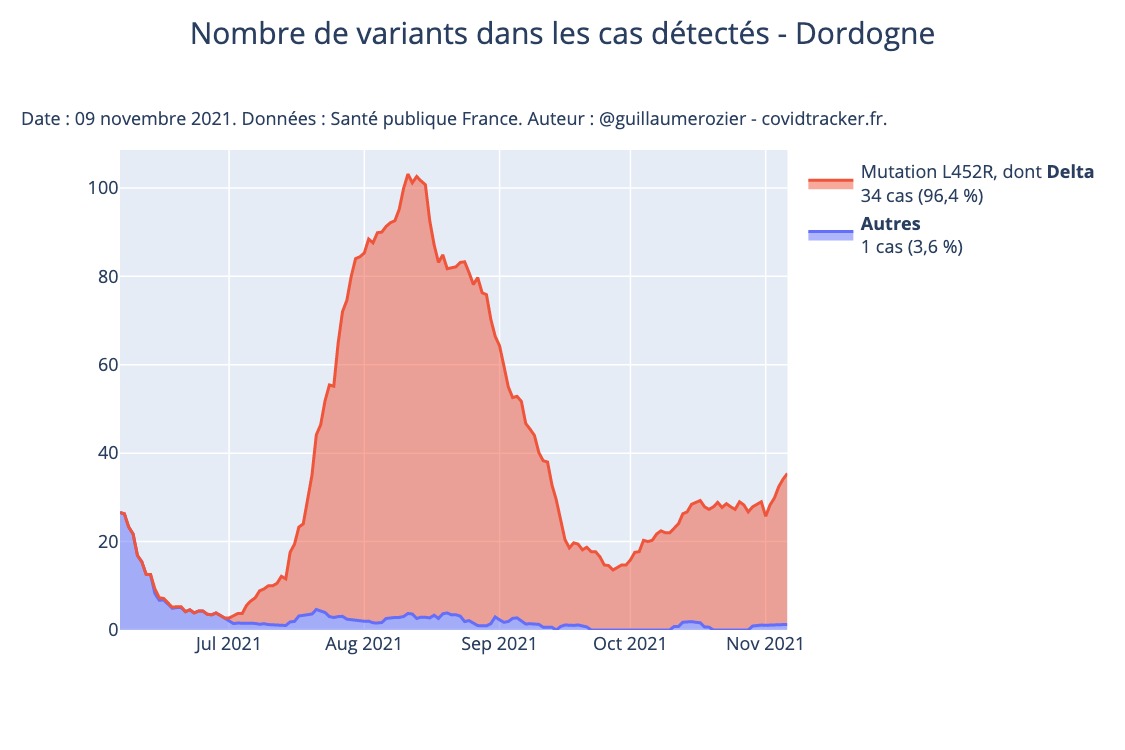 Nombre de variants dans les cas détectés - Dordogne
Date : 09 novembre 2021. Données : Santé publique France. Auteur : @guillaumerozier - covidtracker.fr.
Mutation L452R, dont Delta
34 cas (96,4 %)
Autres
1 cas (3,6 %)
100
80
60
40
20
0
Jul 2021 Aug 2021 Sep 2021 Oct 2021 Nov 2021